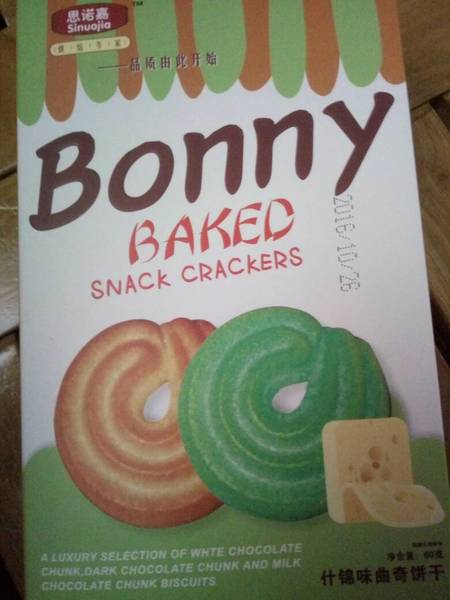 思诺嘉
Sinuojia
TM
——品质由此开始
Bonny
BAKED
SNACK CRACKERS
2016/10/26
A LUXURY SELECTION OF WHTE CHOCOLATE
CHUNK,DARK CHOCOLATE CHUNK AND MILK
CHOCOLATE CHUNK BISCUITS
净含量: 60克
什锦味曲奇饼干